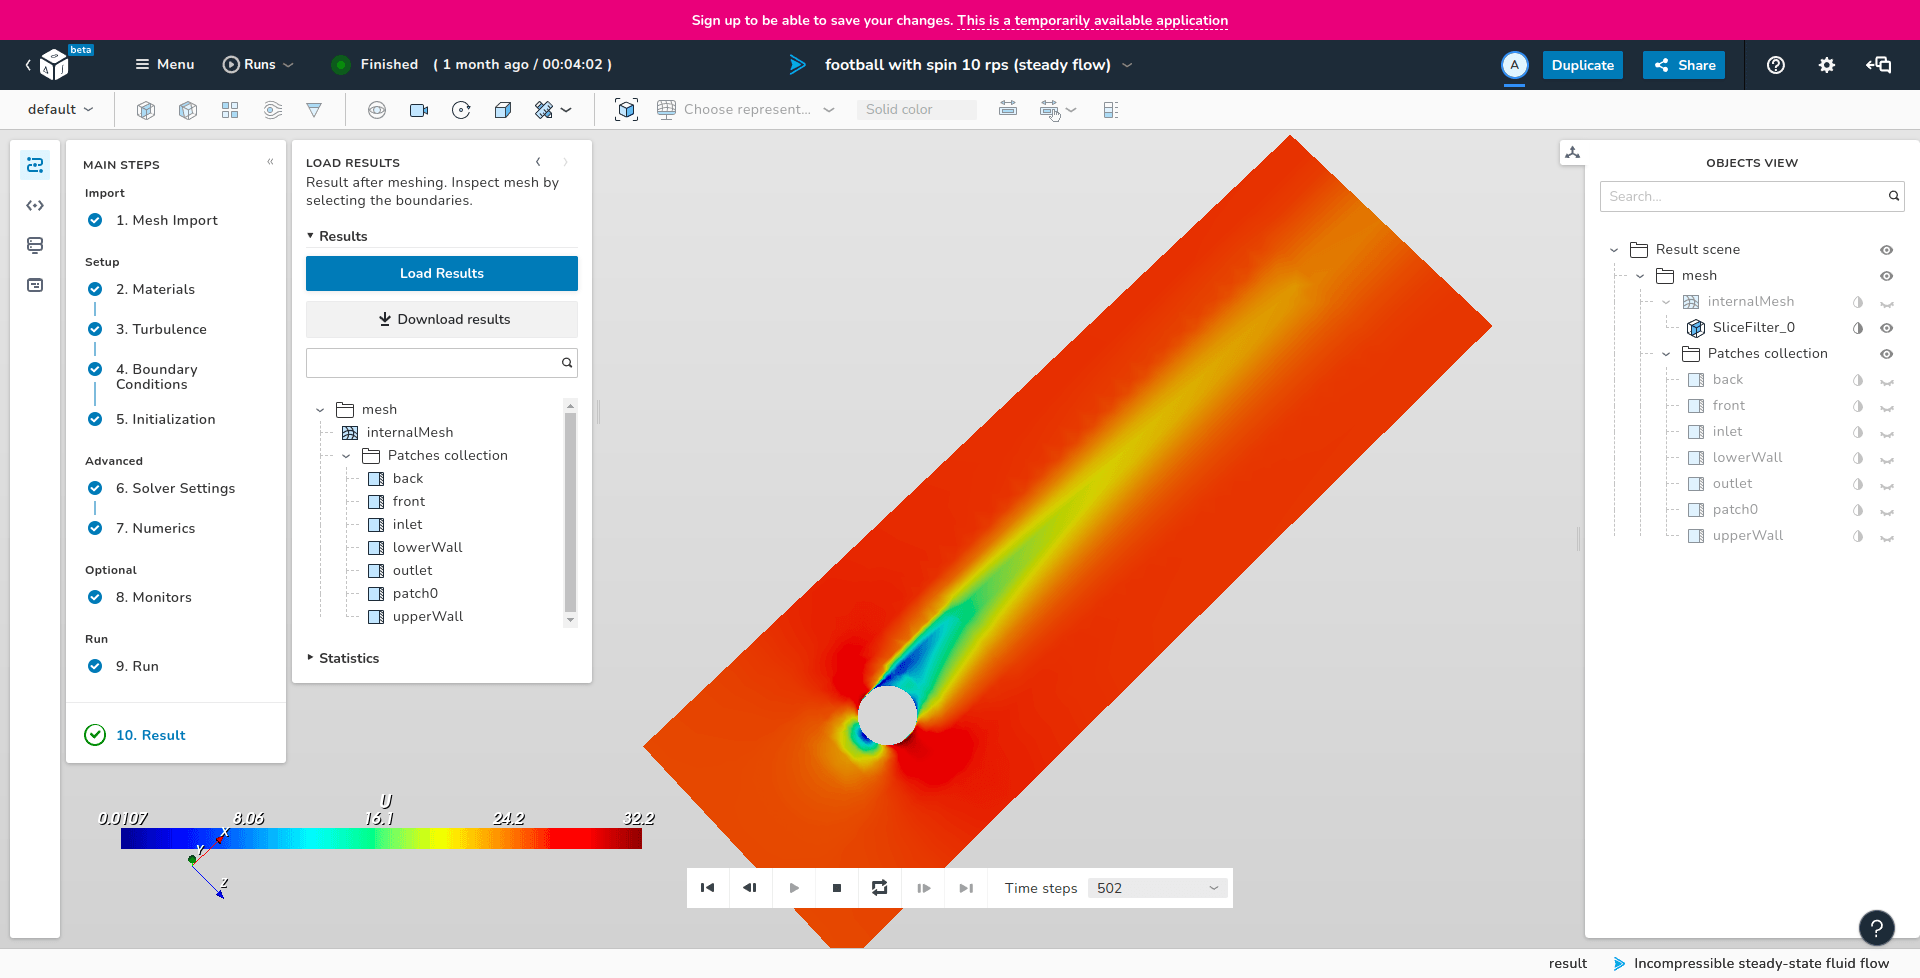 Sign up to be able to save your changes. This is a temporarily available application
beta
Menu
Runs
Finished ( 1 month ago / 00:04:02 )
football with spin 10 rps (steady flow)
A
Duplicate
Share
default
Choose represent...
Solid color
MAIN STEPS
Import
1. Mesh Import
Setup
2. Materials
3. Turbulence
4. Boundary
Conditions
5. Initialization
Advanced
6. Solver Settings
7. Numerics
Optional
8. Monitors
Run
9. Run
10. Result
LOAD RESULTS
Result after meshing. Inspect mesh by
selecting the boundaries.
Results
Load Results
Download results
mesh
internalMesh
Patches collection
back
front
inlet
lowerWall
outlet
patch0
upperWall
Statistics
U
0.0107 8.06 16.1 24.2 32.2
X
Y
Z
Time steps 502
OBJECTS VIEW
Search...
Result scene
mesh
internalMesh
SliceFilter_0
Patches collection
back
front
inlet
lowerWall
outlet
patch0
upperWall
?
result
Incompressible steady-state fluid flow